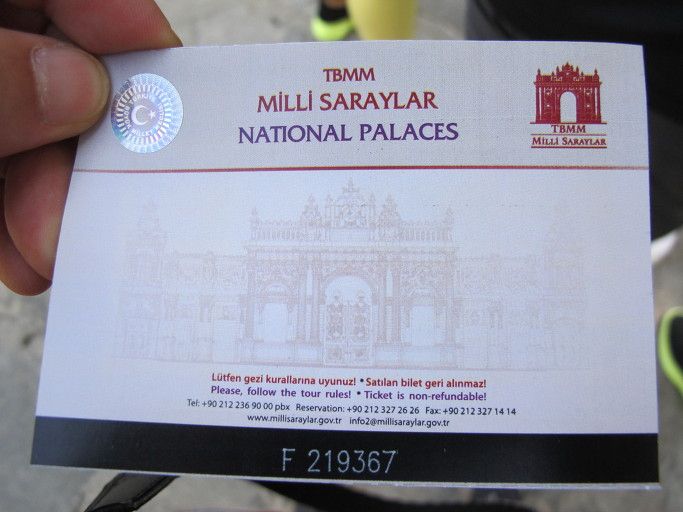 TBMM
MİLLİ SARAYLAR
NATIONAL PALACES
TBMM
MİLLİ SARAYLAR
Lütfen gezi kurallarına uyunuz! • Satılan bilet geri alınmaz!
Please, follow the tour rules! • Ticket is non-refundable!
Tel: +90 212 236 90 00 pbx Reservation: +90 212 327 26 26 Fax: +90 212 327 14 14
www.millisaraylar.gov.tr info2@millisaraylar.gov.tr
F 219367